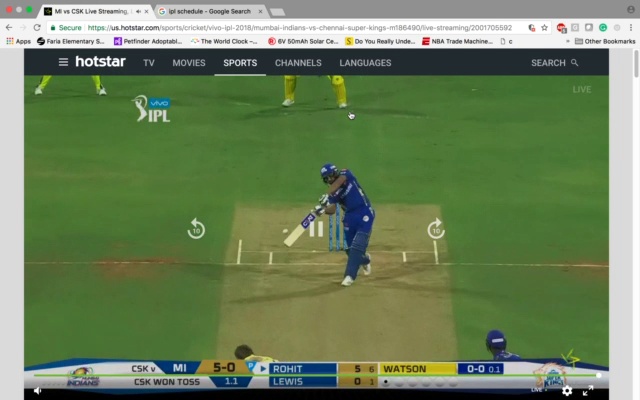 MI vs CSK Live Streaming,
ipl schedule - Google Search
Secure
https://us.hotstar.com/sports/cricket/vivo-ipl-2018/mumbai-indians-vs-chennai-super-kings-m186490/live-streaming/2001705592
Apps
Faria Elementary S...
Petfinder Adoptabl...
The World Clock –...
6V 50mAh Solar Ce...
Do You Really Unde...
NBA Trade Machine...
c
Other Bookmarks
hotstar TV MOVIES SPORTS CHANNELS LANGUAGES SEARCH
LIVE
vivo
IPL
10 10
CSK v MI 5-0 P ROHIT 5 6 WATSON 0-0 0.1
CSK WON TOSS 1.1 LEWIS 0 1
MUMBAI
INDIANS
LIVE